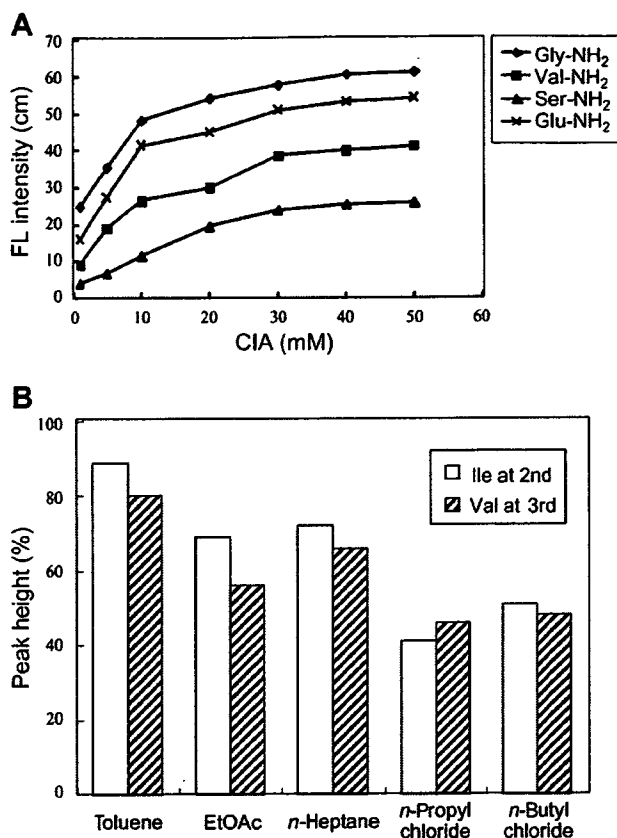 A
Gly-NH₂
Val-NH₂
Ser-NH₂
Glu-NH₂
FL intensity (cm)
70
60
50
40
30
20
10
0
0 10 20 30 40 50 60
CIA (mM)
B
Ile at 2nd
Val at 3rd
Peak height (%)
100
80
60
40
20
0
Toluene EtOAc n-Heptane n-Propyl chloride n-Butyl chloride